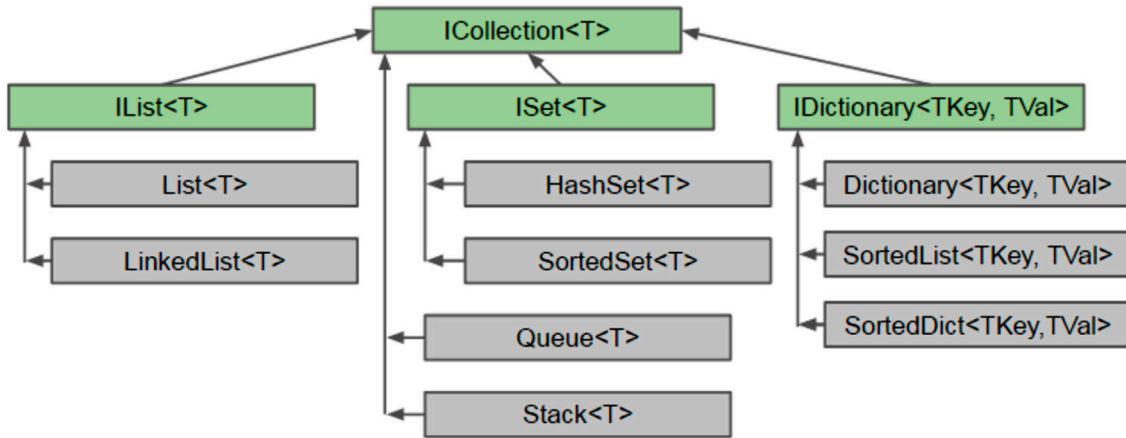 ICollection<T>
IList<T>
ISet<T>
IDictionary<TKey, TVal>
List<T>
HashSet<T>
Dictionary<TKey, TVal>
LinkedList<T>
SortedSet<T>
SortedList<TKey, TVal>
Queue<T>
SortedDict<TKey,TVal>
Stack<T>